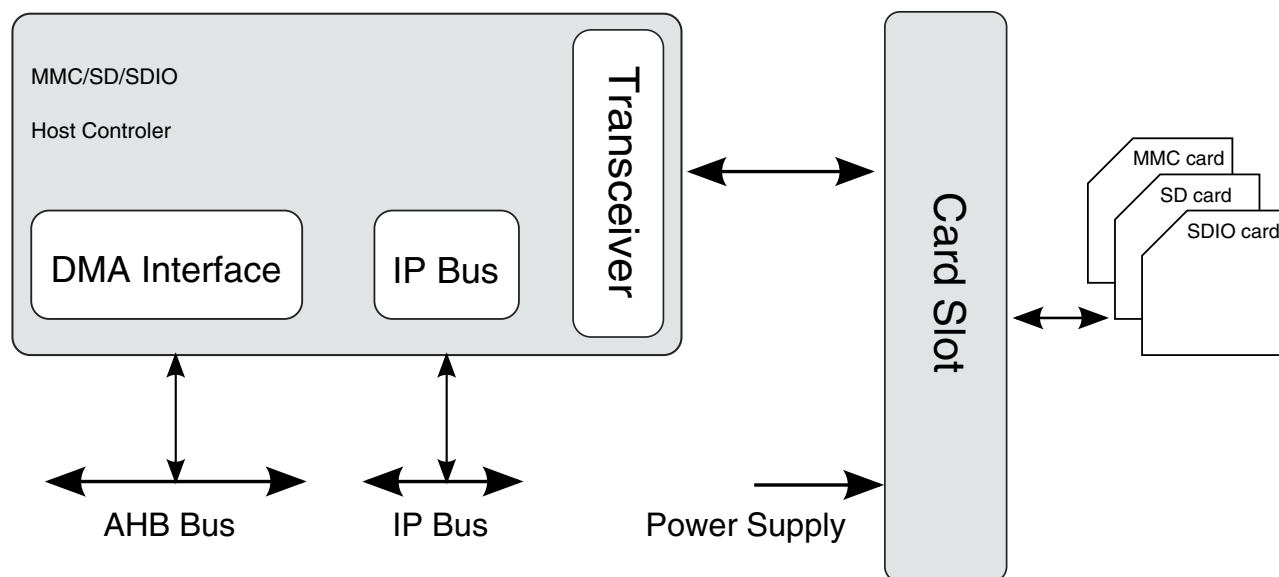 MMC/SD/SDIO
Host Controler
Transceiver
DMA Interface
IP Bus
Card Slot
MMC card
SD card
SDIO card
AHB Bus
IP Bus
Power Supply